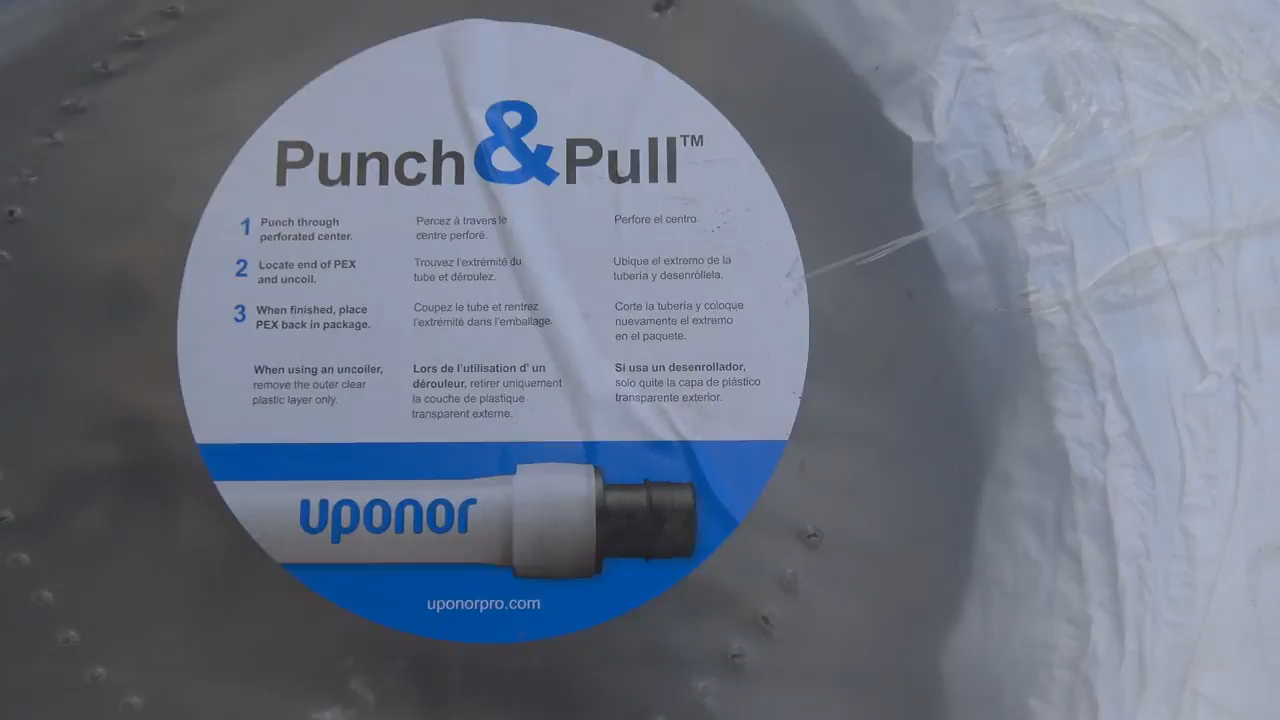 Punch & Pull™
1 Punch through
perforated center.
Percez à travers le
centre perforé.
Perfore el centro.
2 Locate end of PEX
and uncoil.
Trouvez l'extrémité du
tube et déroulez.
Ubique el extremo de la
tubería y desenróllela.
3 When finished, place
PEX back in package.
Coupez le tube et rentrez
l'extrémité dans l'emballage.
Corte la tubería y coloque
nuevamente el extremo
en el paquete.
When using an uncoiler,
remove the outer clear
plastic layer only.
Lors de l'utilisation d' un
dérouleur, retirer uniquement
la couche de plastique
transparent externe.
Si usa un desenrollador,
solo quite la capa de plástico
transparente exterior.
uponor
uponorpro.com